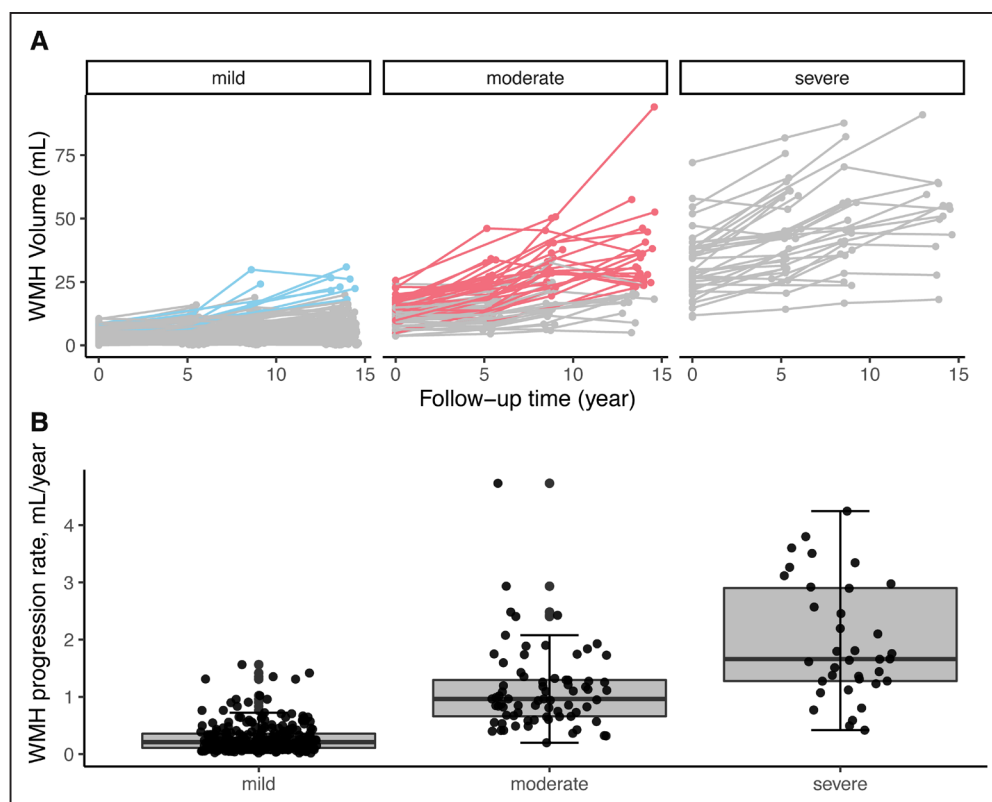 A
mild moderate severe
WMH Volume (mL)
75
50
25
0
0 5 10 15 0 5 10 15 0 5 10 15
Follow−up time (year)
B
WMH progression rate, mL/year
4
3
2
1
0
mild moderate severe